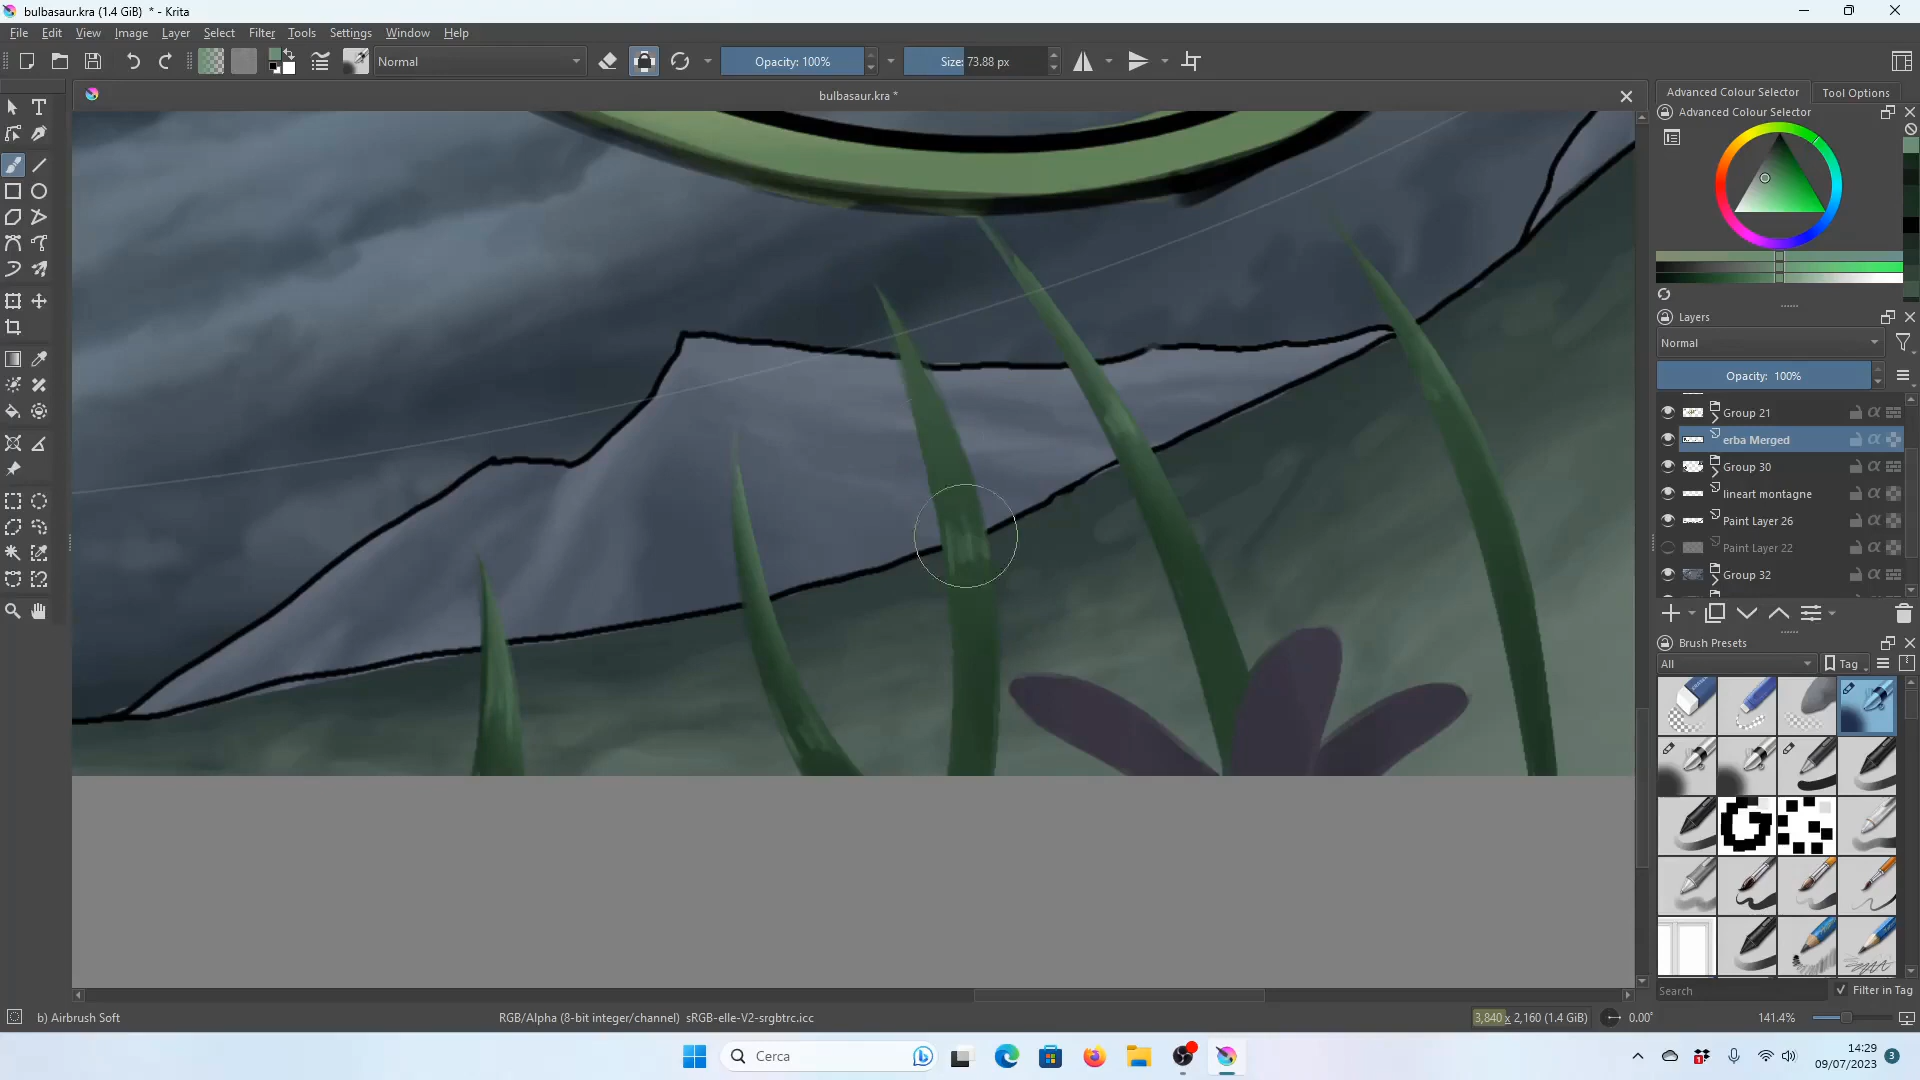 bulbasaur.kra (1.4 GiB) * - Krita
File Edit View Image Layer Select Filter Tools Settings Window Help
Normal
Opacity: 100%
Size: 73.88 px
bulbasaur.kra *
Advanced Colour Selector
Tool Options
Advanced Colour Selector
Layers
Normal
Opacity: 100%
Group 21
erba Merged
Group 30
lineart montagne
Paint Layer 26
Paint Layer 22
Group 32
Brush Presets
All
Tag
Search
Filter in Tag
b) Airbrush Soft
RGB/Alpha (8-bit integer/channel) sRGB-elle-V2-srgbtrc.icc
3,840 x 2,160 (1.4 GiB)
0.00°
141.4%
Cerca
1
14:29
09/07/2023
3